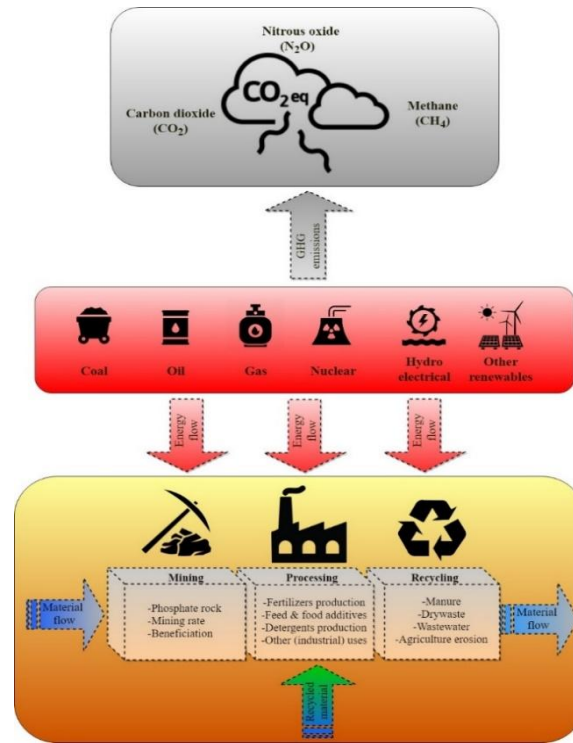 Nitrous oxide
(N₂O)
CO₂ eq
Carbon dioxide
(CO₂)
Methane
(CH₄)
GHG
emissions
Coal
Oil
Gas
Nuclear
Hydro
electrical
Other
renewables
Energy
flow
Energy
flow
Energy
flow
Mining
-Phosphate rock
-Mining rate
-Beneficiation
Processing
-Fertilizers production
-Feed & food additives
-Detergents production
-Other (industrial) uses
Recycling
-Manure
-Drywaste
-Wastewater
-Agriculture erosion
Material
flow
Material
flow
Recycled
material